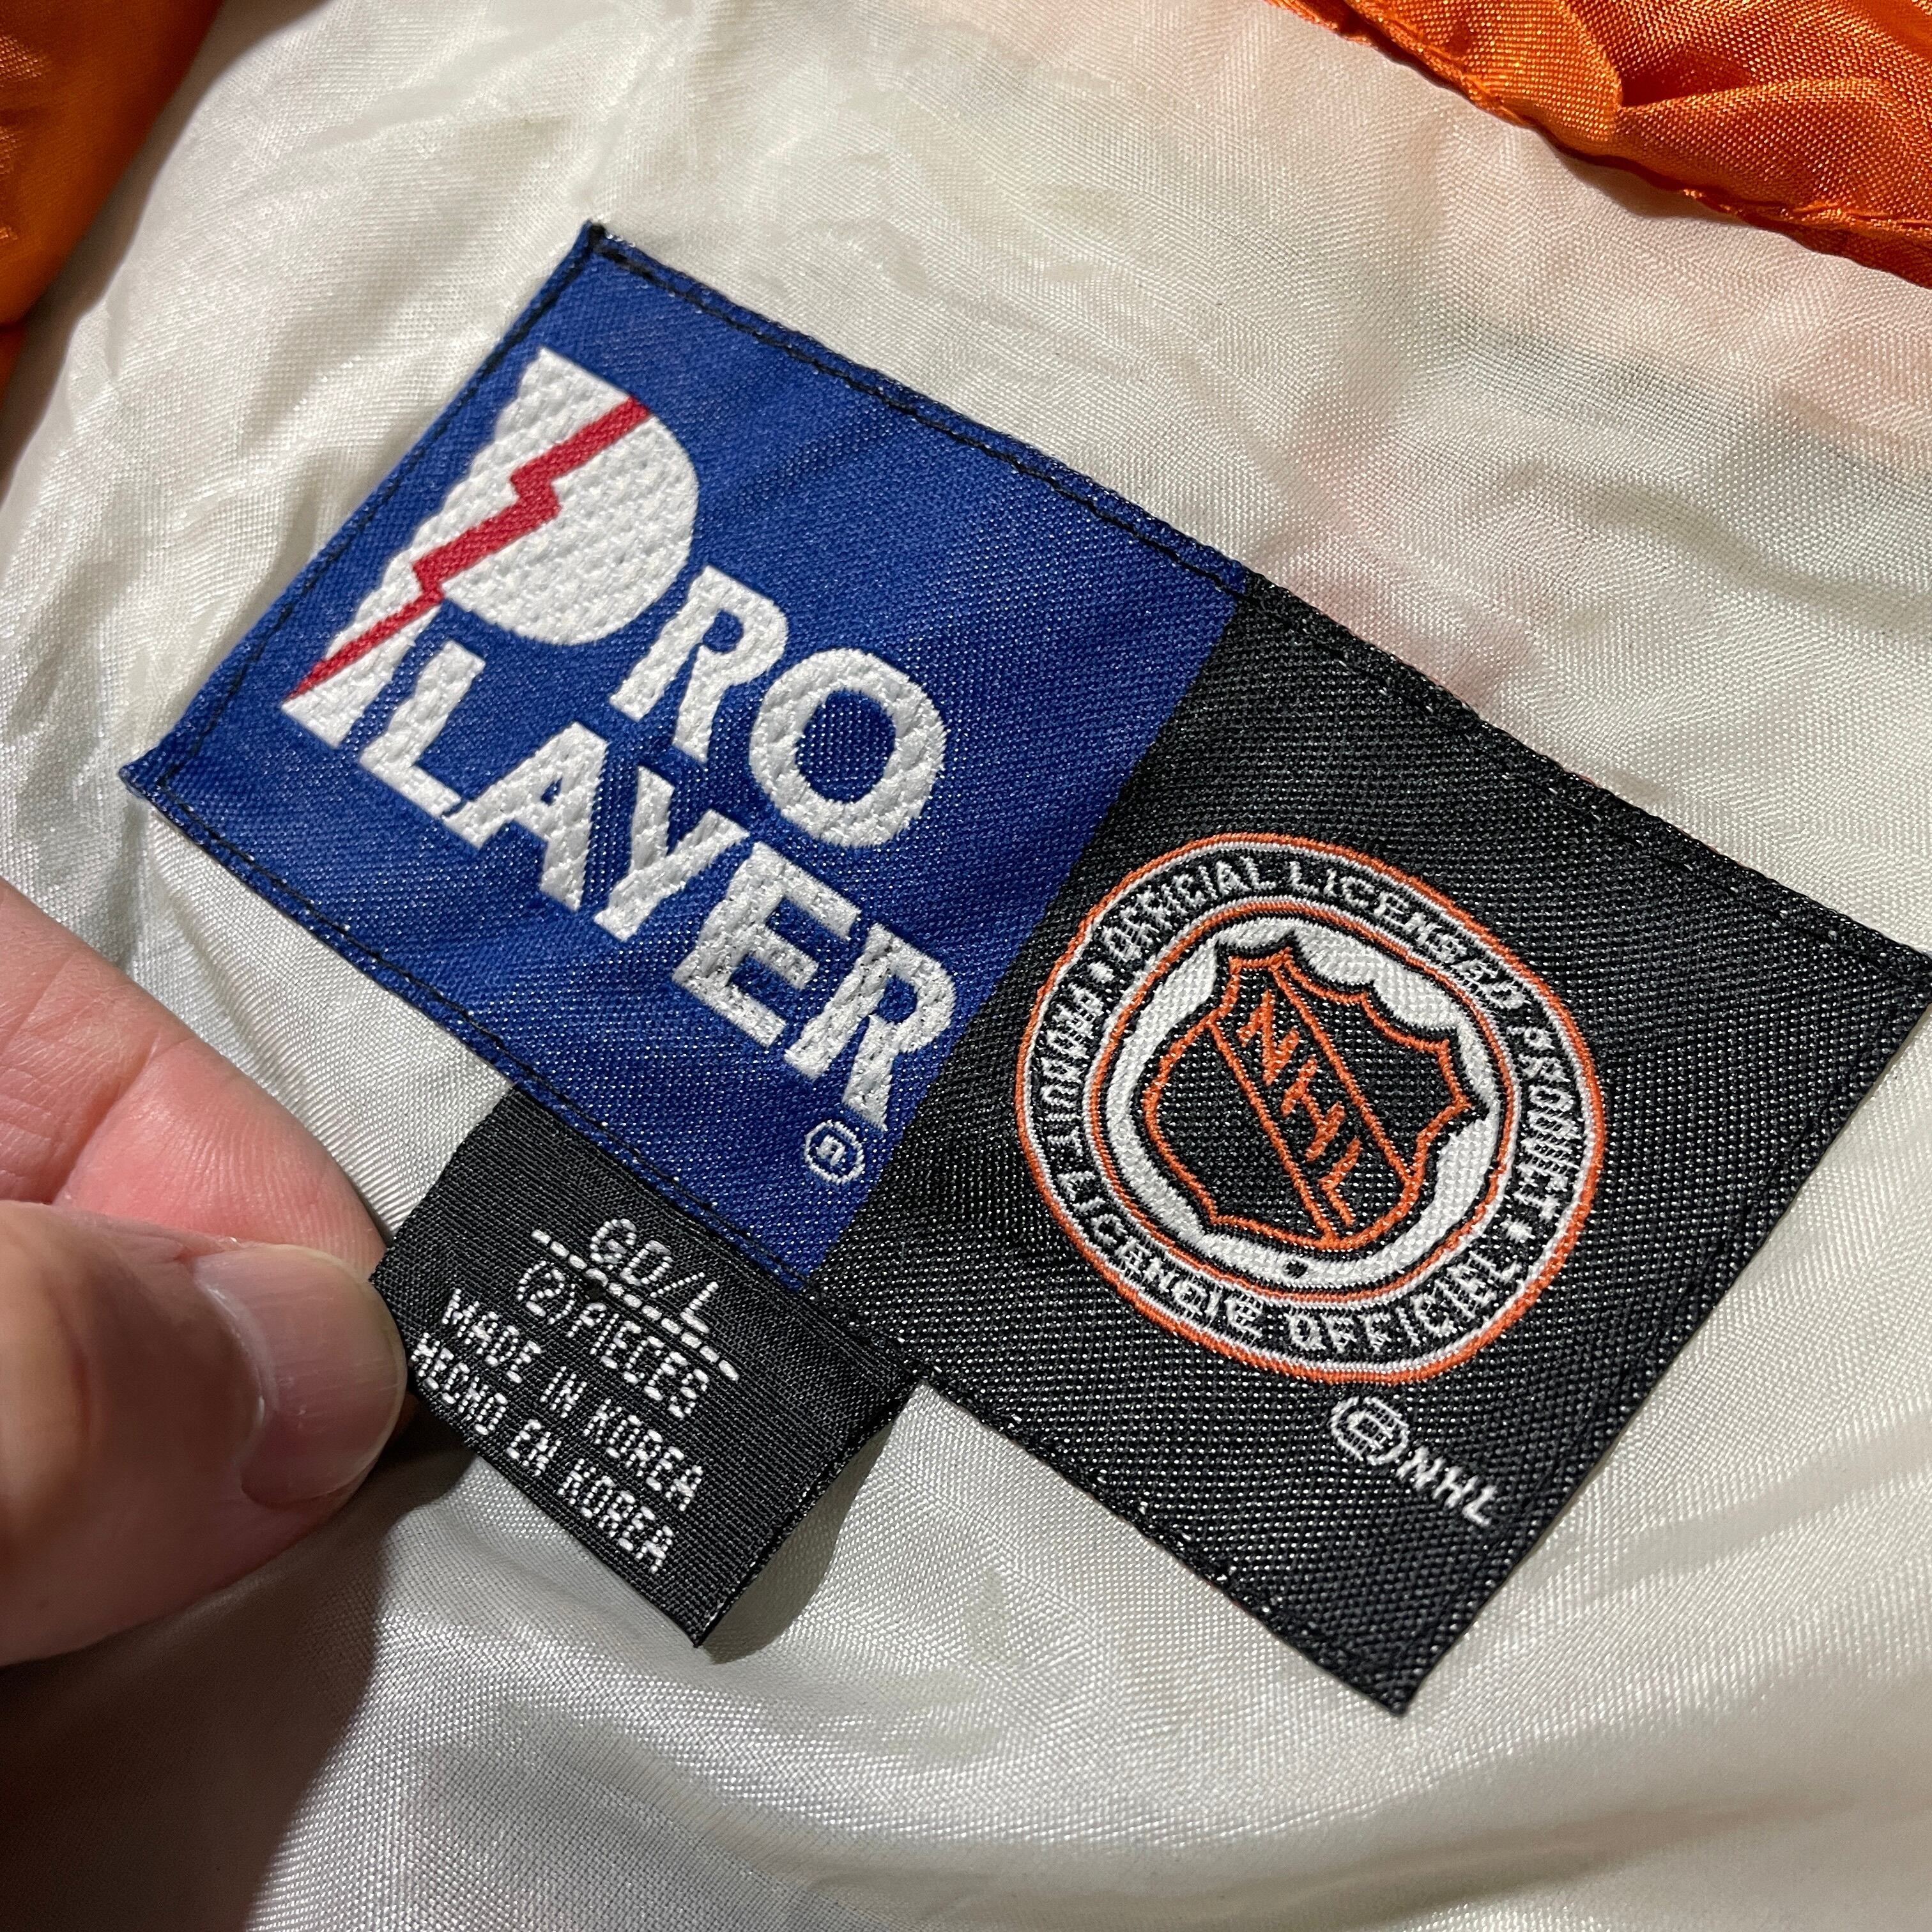 PRO
PLAYER
®
• OFFICIAL LICENSED PRODUCT •
NHL
PRODUIT LICENCIE OFFICIEL
© NHL
GD/L
(2) PIECES
MADE IN KOREA
HECHO EN KOREA